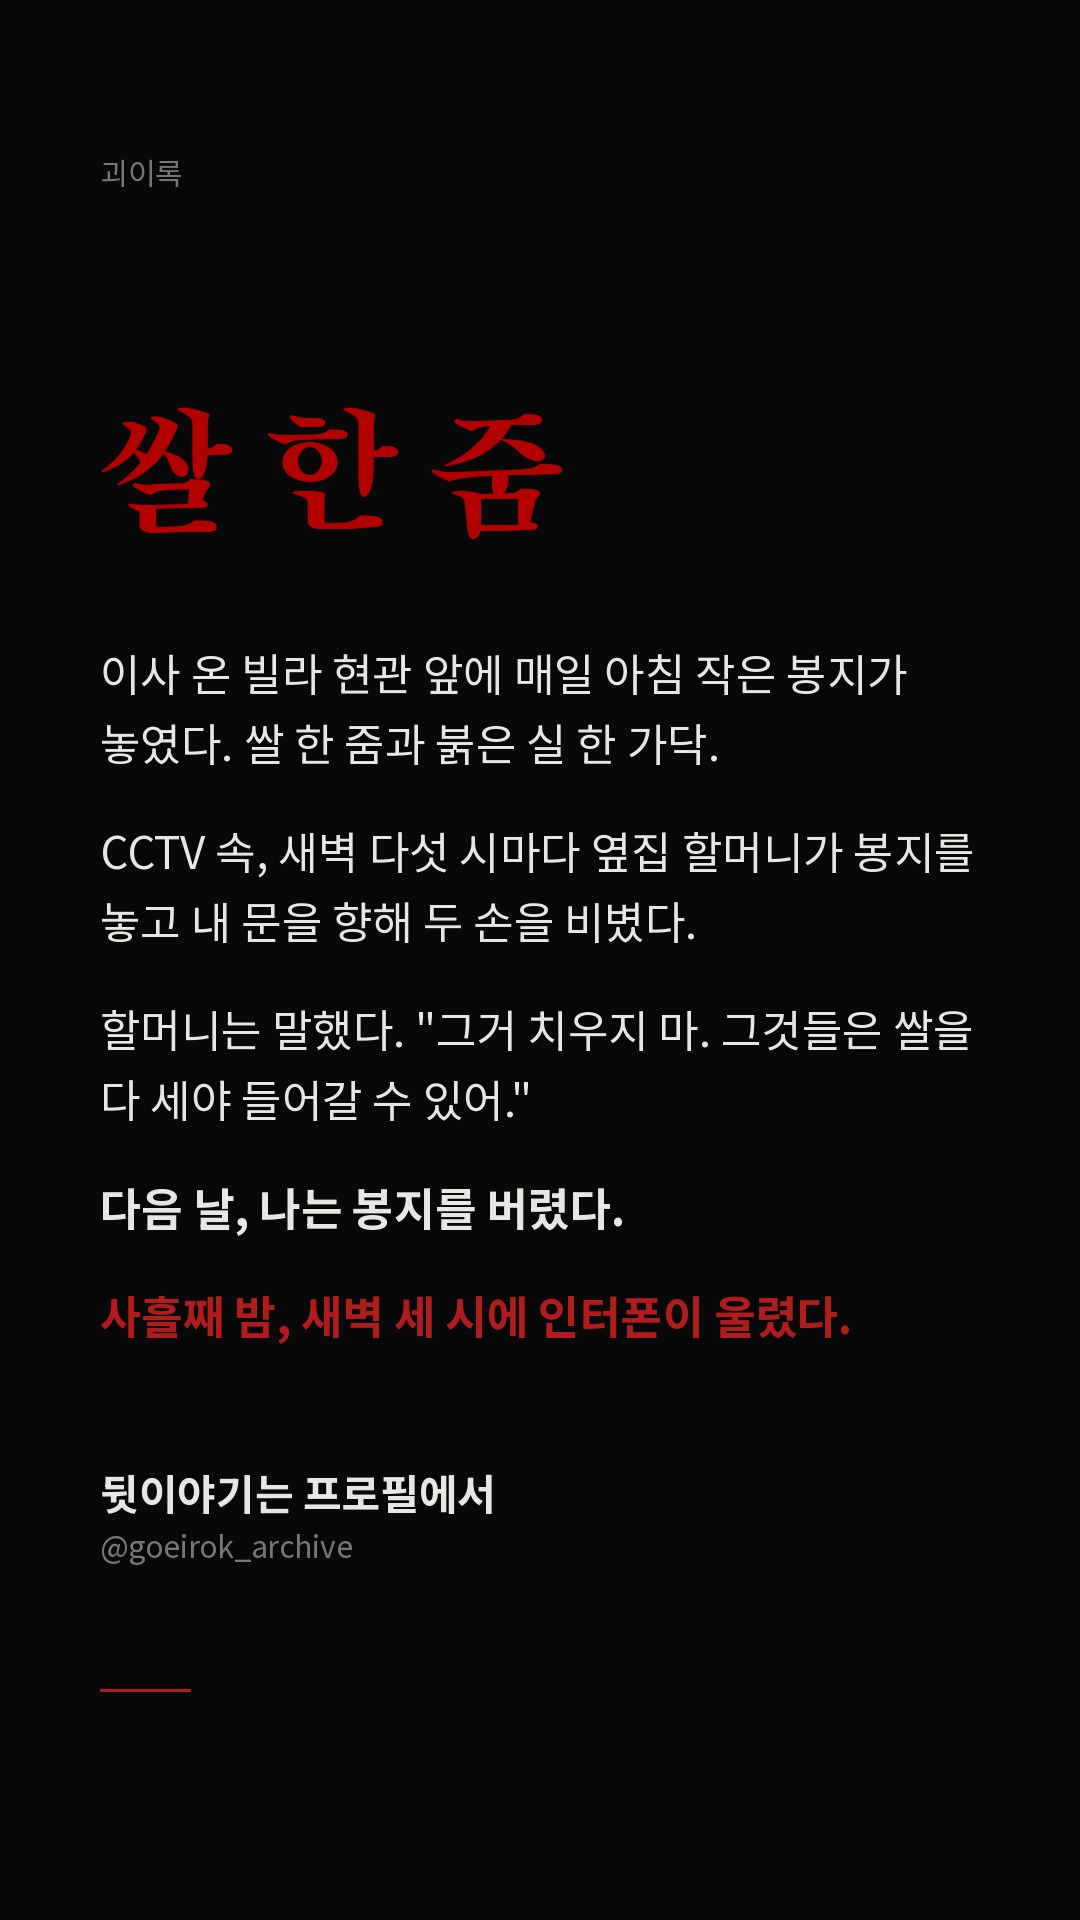 괴이록
쌀 한 줌
이사 온 빌라 현관 앞에 매일 아침 작은 봉지가
놓였다. 쌀 한 줌과 붉은 실 한 가닥.
CCTV 속, 새벽 다섯 시마다 옆집 할머니가 봉지를
놓고 내 문을 향해 두 손을 비볐다.
할머니는 말했다. "그거 치우지 마. 그것들은 쌀을
다 세야 들어갈 수 있어."
다음 날, 나는 봉지를 버렸다.
사흘째 밤, 새벽 세 시에 인터폰이 울렸다.
뒷이야기는 프로필에서
@goeirok_archive